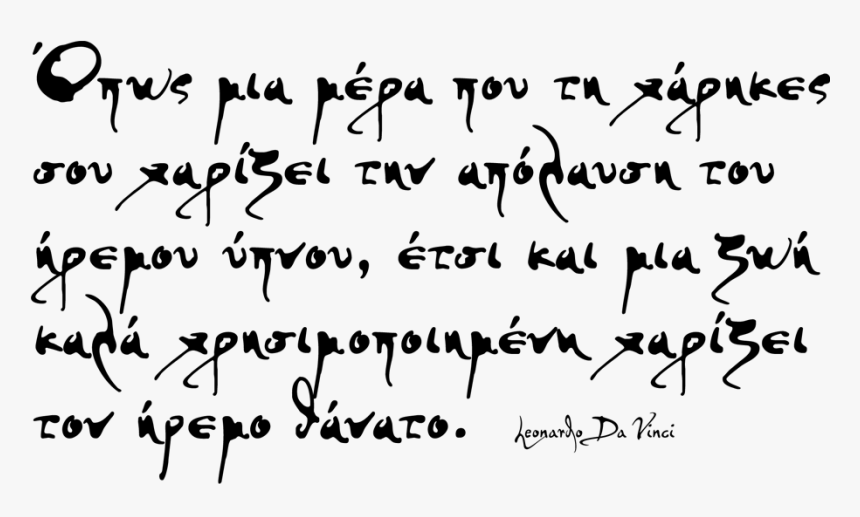 Όπως μια μέρα που τη χάρηκες
σου χαρίζει την απόλαυση του
ήρεμου ύπνου, έτσι και μια ζωή
καλά χρησιμοποιημένη χαρίζει
τον ήρεμο θάνατο.
Leonardo Da Vinci